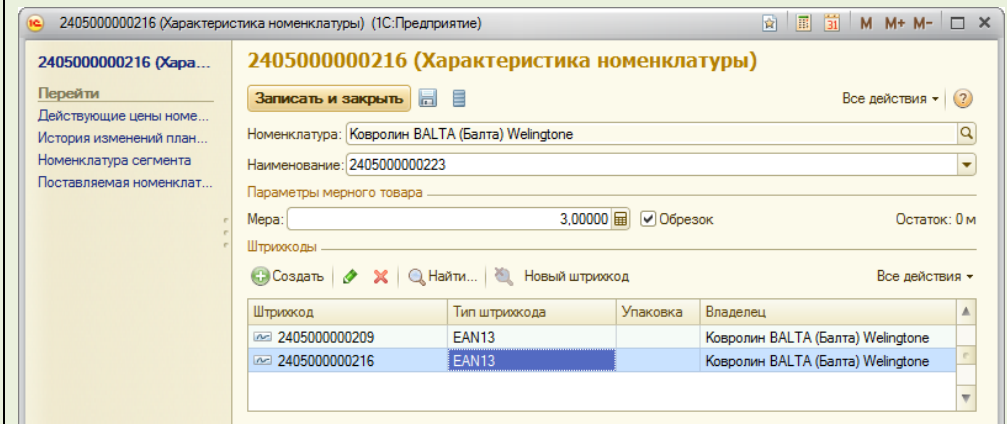 2405000000216 (Характеристика номенклатуры) (1С:Предприятие)
31 M M+ M-
2405000000216 (Хара...
Перейти
Действующие цены номе...
История изменений план...
Номенклатура сегмента
Поставляемая номенклат...
2405000000216 (Характеристика номенклатуры)
Записать и закрыть
Все действия
Номенклатура: Ковролин BALTA (Балта) Welingtone
Наименование: 2405000000223
Параметры мерного товара
Мера: 3,00000 Обрезок Остаток: 0 м
Штрихкоды
Создать Найти... Новый штрихкод Все действия
Штрихкод Тип штрихкода Упаковка Владелец
2405000000209 EAN13 Ковролин BALTA (Балта) Welingtone
2405000000216 EAN13 Ковролин BALTA (Балта) Welingtone